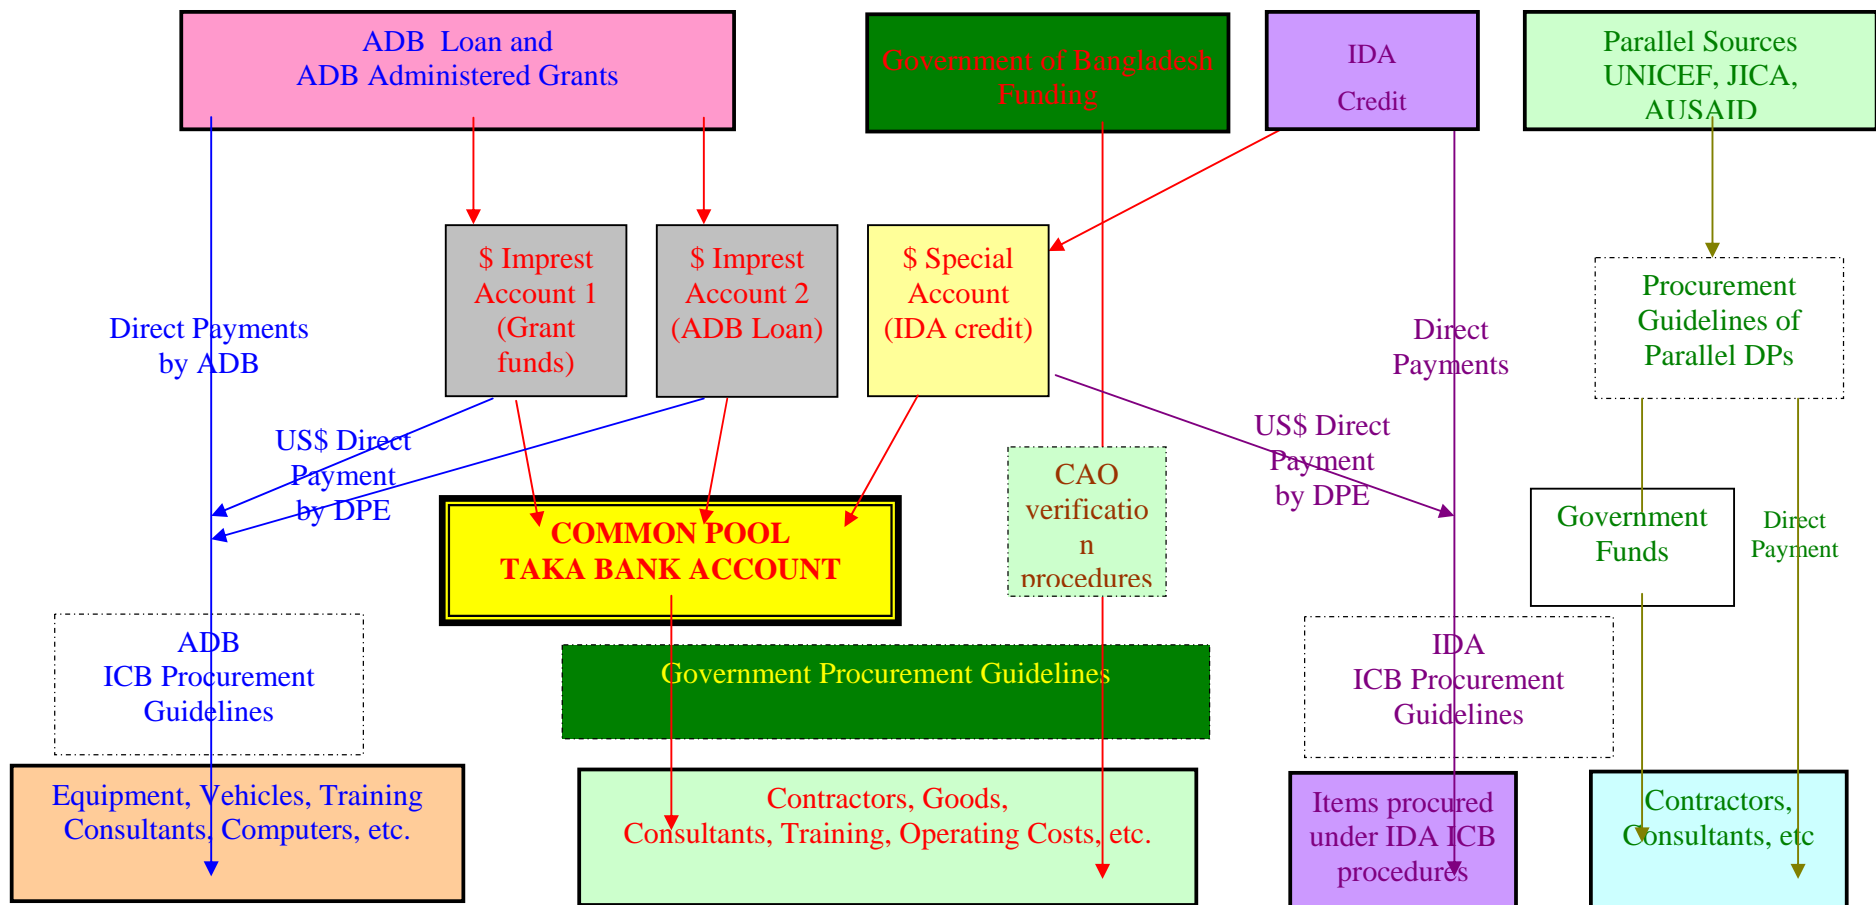 ADB Loan and
ADB Administered Grants
Government of Bangladesh
Funding
IDA
Credit
Parallel Sources
UNICEF, JICA,
AUSAID
$ Imprest
Account 1
(Grant
funds)
$ Imprest
Account 2
(ADB Loan)
$ Special
Account
(IDA credit)
Procurement
Guidelines of
Parallel DPs
Direct Payments
by ADB
Direct
Payments
US$ Direct
Payment
by DPE
US$ Direct
Payment
by DPE
CAO
verificatio
n
procedures
COMMON POOL
TAKA BANK ACCOUNT
Government
Funds
Direct
Payment
ADB
ICB Procurement
Guidelines
Government Procurement Guidelines
IDA
ICB Procurement
Guidelines
Equipment, Vehicles, Training
Consultants, Computers, etc.
Contractors, Goods,
Consultants, Training, Operating Costs, etc.
Items procured
under IDA ICB
procedures
Contractors,
Consultants, etc